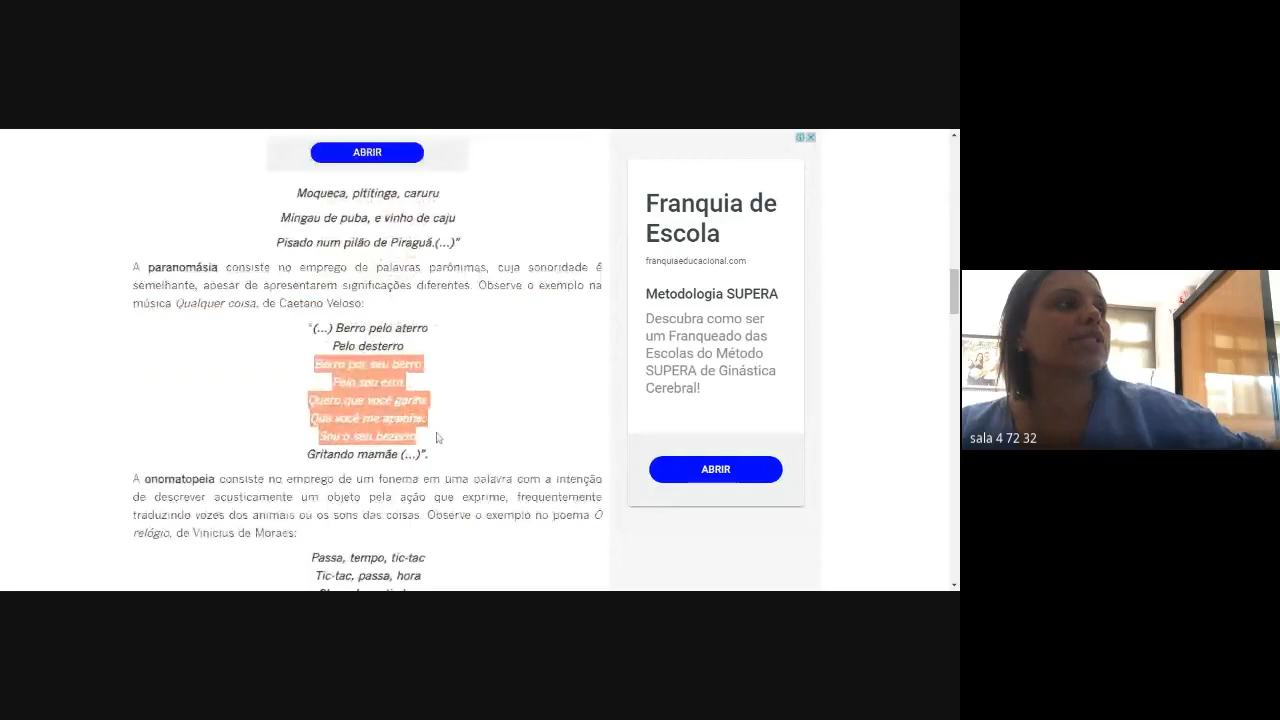 ABRIR
Moqueca, pititinga, caruru
Mingau de puba, e vinho de caju
Pisado num pilão de Piraguá.(...)”
A paranomásia consiste no emprego de palavras parônimas, cuja sonoridade é
semelhante, apesar de apresentarem significações diferentes. Observe o exemplo na
música Qualquer coisa, de Caetano Veloso:
“(...) Berro pelo aterro
Pelo desterro
Berro por seu berro
Pelo seu erro
Quero que você ganhe
Que você me apanhe
Sou o seu bezerro
Gritando mamãe (...)”.
A onomatopeia consiste no emprego de um fonema em uma palavra com a intenção
de descrever acusticamente um objeto pela ação que exprime, frequentemente
traduzindo vozes dos animais ou os sons das coisas. Observe o exemplo no poema O
relógio, de Vinicius de Moraes:
Passa, tempo, tic-tac
Tic-tac, passa, hora
Franquia de
Escola
franquiaeducacional.com
Metodologia SUPERA
Descubra como ser
um Franqueado das
Escolas do Método
SUPERA de Ginástica
Cerebral!
ABRIR
sala 4 72 32